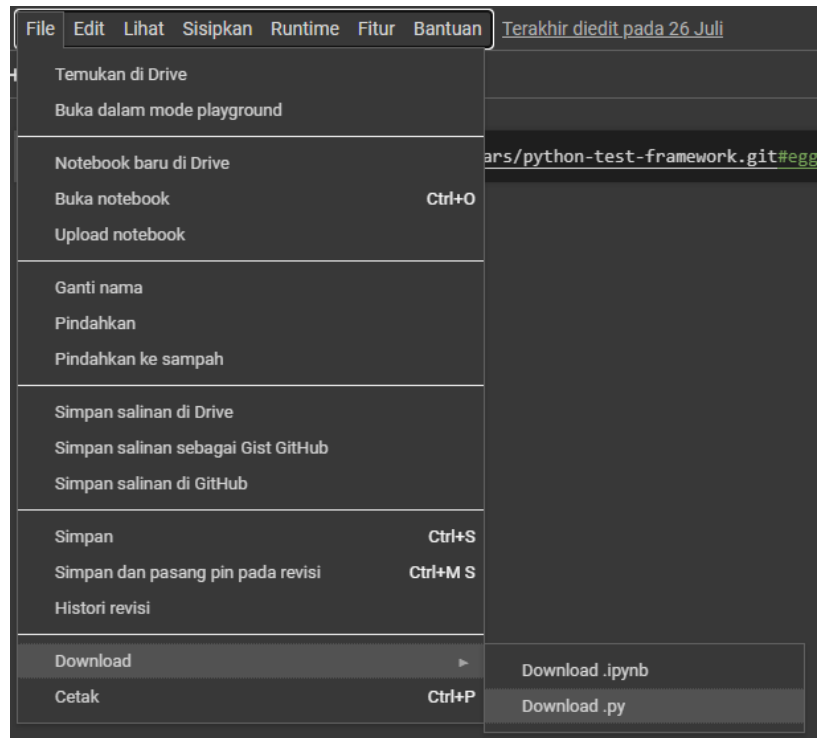 File Edit Lihat Sisipkan Runtime Fitur Bantuan Terakhir diedit pada 26 Juli
Temukan di Drive
Buka dalam mode playground
ars/python-test-framework.git#egg
Notebook baru di Drive
Buka notebook Ctrl+O
Upload notebook
Ganti nama
Pindahkan
Pindahkan ke sampah
Simpan salinan di Drive
Simpan salinan sebagai Gist GitHub
Simpan salinan di GitHub
Simpan Ctrl+S
Simpan dan pasang pin pada revisi Ctrl+M S
Histori revisi
Download
Download .ipynb
Cetak Ctrl+P
Download .py